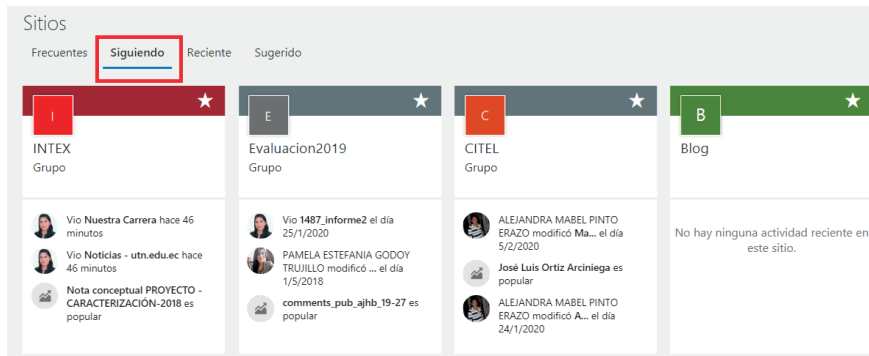 Sitios
Frecuentes Siguiendo Reciente Sugerido
I
INTEX
Grupo
Vio Nuestra Carrera hace 46
minutos
Vio Noticias - utn.edu.ec hace
46 minutos
Nota conceptual PROYECTO -
CARACTERIZACIÓN-2018 es
popular
E
Evaluacion2019
Grupo
Vio 1487_informe2 el día
25/1/2020
PAMELA ESTEFANIA GODOY
TRUJILLO modificó ... el día
1/5/2018
comments_pub_ajhb_19-27 es
popular
C
CITEL
Grupo
ALEJANDRA MABEL PINTO
ERAZO modificó Ma... el día
5/2/2020
José Luis Ortiz Arciniega es
popular
ALEJANDRA MABEL PINTO
ERAZO modificó A... el día
24/1/2020
B
Blog
No hay ninguna actividad reciente en
este sitio.